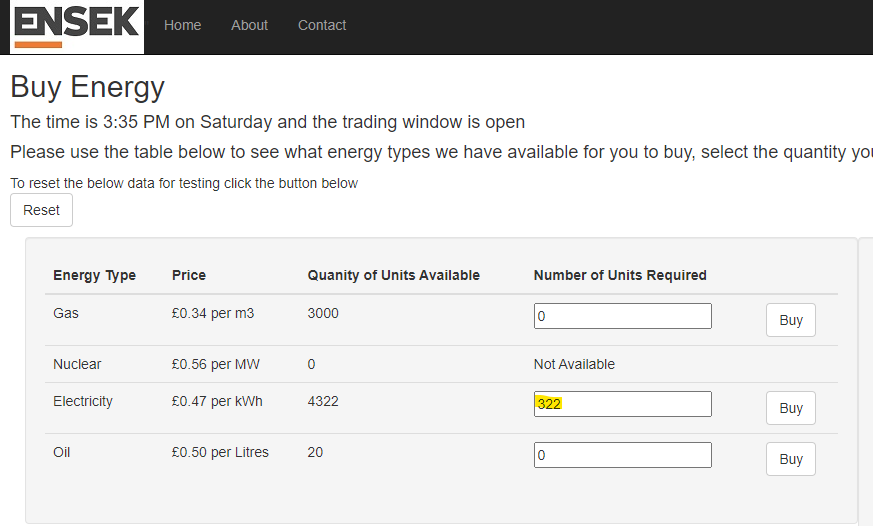 ENSEK Home About Contact
Buy Energy
The time is 3:35 PM on Saturday and the trading window is open
Please use the table below to see what energy types we have available for you to buy, select the quantity
To reset the below data for testing click the button below
Reset
Energy Type Price Quanity of Units Available Number of Units Required
Gas £0.34 per m3 3000 0 Buy
Nuclear £0.56 per MW 0 Not Available
Electricity £0.47 per kWh 4322 322 Buy
Oil £0.50 per Litres 20 0 Buy